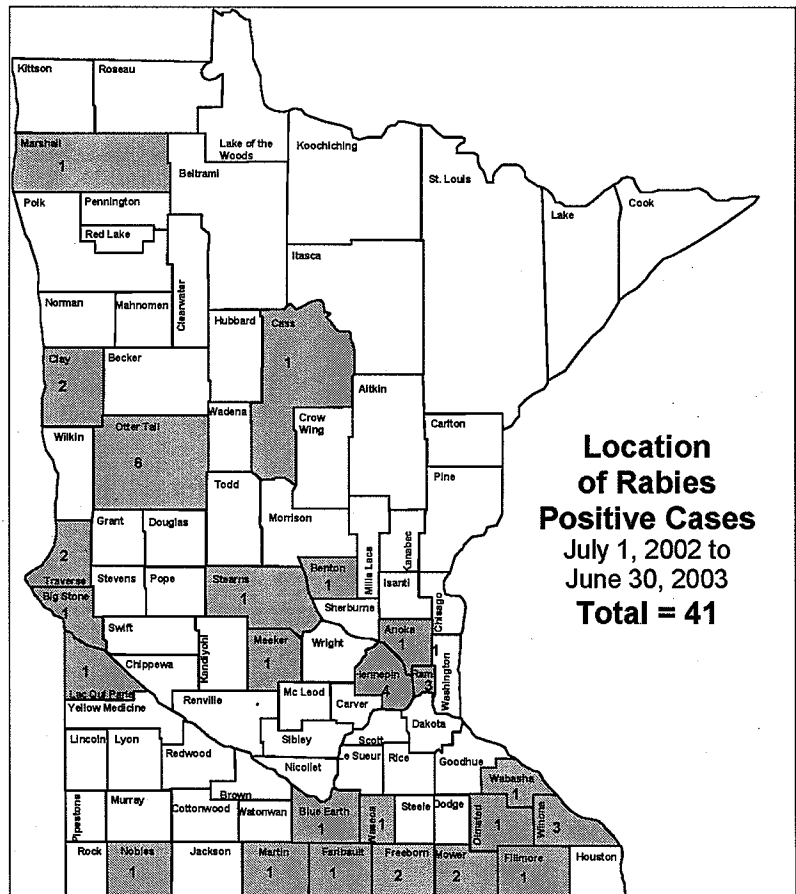 Kittson
Roseau
Lake of the
Woods
Koochiching
Marshall
1
Beltrami
St. Louis
Polk
Pennington
Red Lake
Lake
Cook
Itasca
Norman
Mahnomen
Clearwater
Hubbard
Cass
1
Clay
2
Becker
Aitkin
Wadena
Crow
Wing
Carlton
Otter Tail
6
Wilkin
Pine
Todd
Morrison
Location
of Rabies
Positive Cases
July 1, 2002 to
June 30, 2003
Total = 41
Grant
Douglas
Mille Lacs
Kanabec
2
Traverse
Stevens
Pope
Stearns
1
Benton
1
Isanti
Chisago
Big Stone
1
Sherburne
Swift
Kandiyohi
Meeker
1
Wright
Anoka
1
1
Washington
Chippewa
Hennepin
4
Ram
3
1
Lac Qui Parle
Renville
Mc Leod
Carver
Yellow Medicine
Dakota
Lincoln
Lyon
Redwood
Sibley
Scott
Le Sueur
Rice
Goodhue
Nicollet
Wabasha
1
Pipestone
Murray
Cottonwood
Brown
Watonwan
Blue Earth
1
Waseca
1
Steele
Dodge
Olmsted
1
Winona
3
Rock
Nobles
1
Jackson
Martin
1
Faribault
1
Freeborn
2
Mower
2
Fillmore
1
Houston